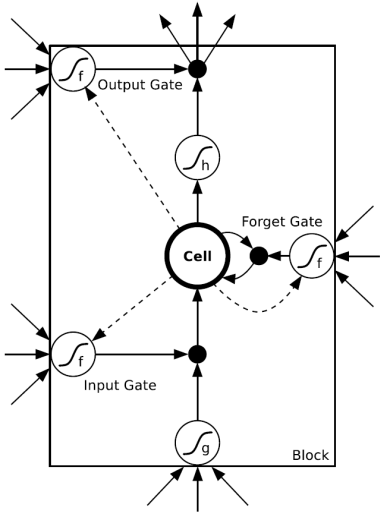 f
Output Gate
h
Forget Gate
Cell
f
f
Input Gate
g
Block